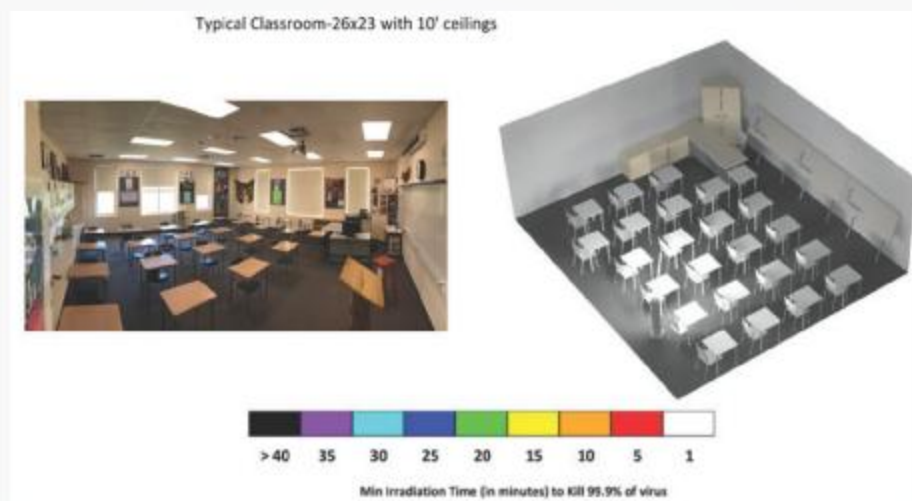 Typical Classroom-26x23 with 10' ceilings
> 40 35 30 25 20 15 10 5 1
Min Irradiation Time (in minutes) to Kill 99.9% of virus